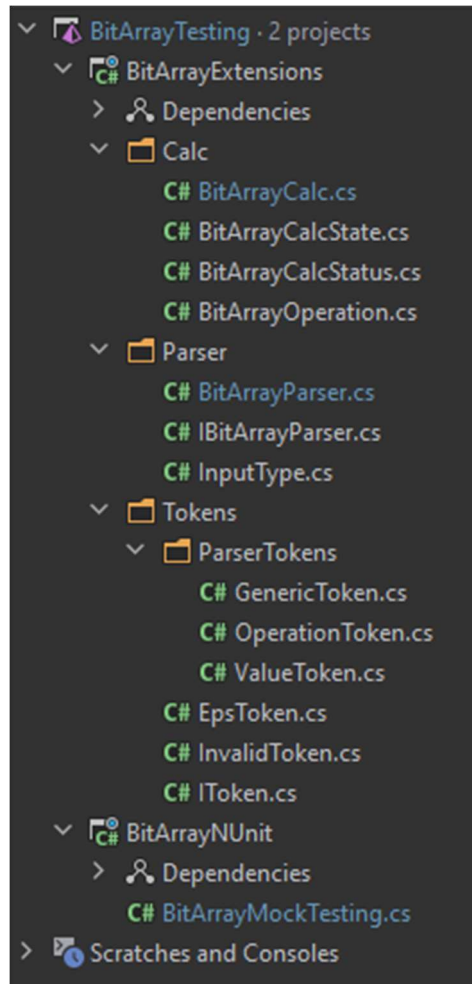 BitArrayTesting · 2 projects
C# BitArrayExtensions
Dependencies
Calc
C# BitArrayCalc.cs
C# BitArrayCalcState.cs
C# BitArrayCalcStatus.cs
C# BitArrayOperation.cs
Parser
C# BitArrayParser.cs
C# IBitArrayParser.cs
C# InputType.cs
Tokens
ParserTokens
C# GenericToken.cs
C# OperationToken.cs
C# ValueToken.cs
C# EpsToken.cs
C# InvalidToken.cs
C# IToken.cs
C# BitArrayNUnit
Dependencies
C# BitArrayMockTesting.cs
Scratches and Consoles